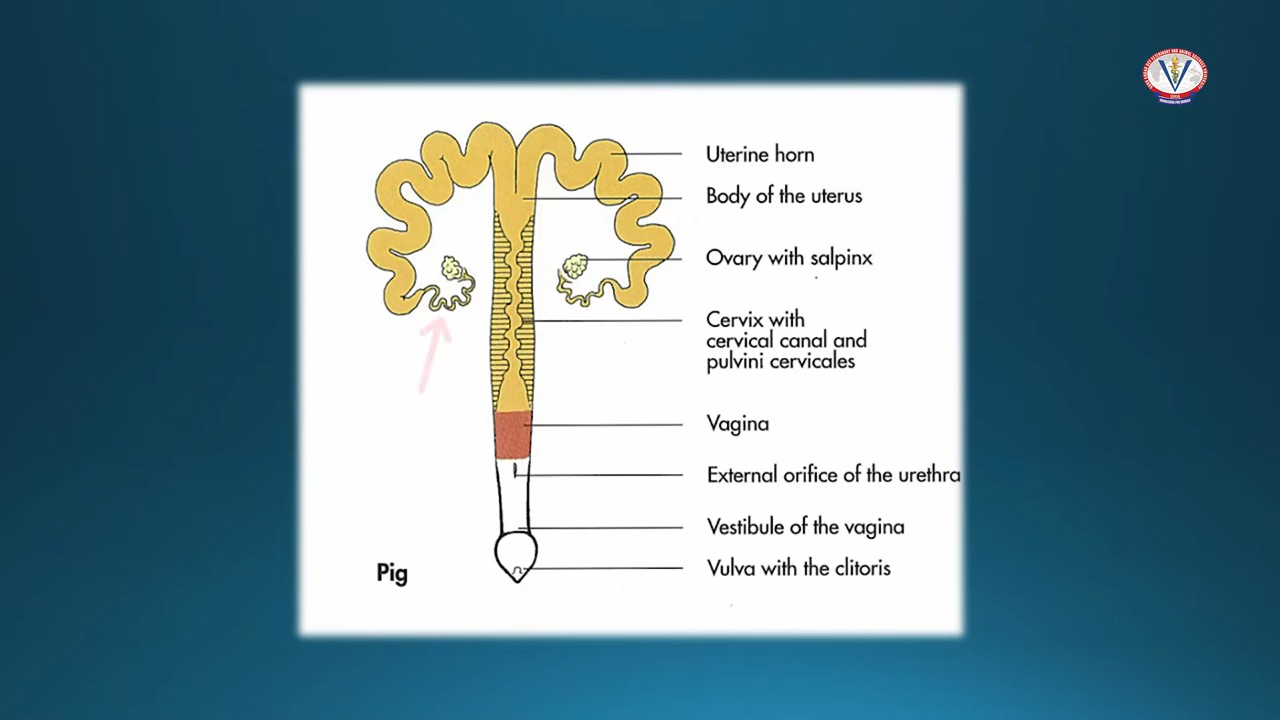 Uterine horn
Body of the uterus
Ovary with salpinx
Cervix with
cervical canal and
pulvini cervicales
Vagina
External orifice of the urethra
Vestibule of the vagina
Vulva with the clitoris
Pig